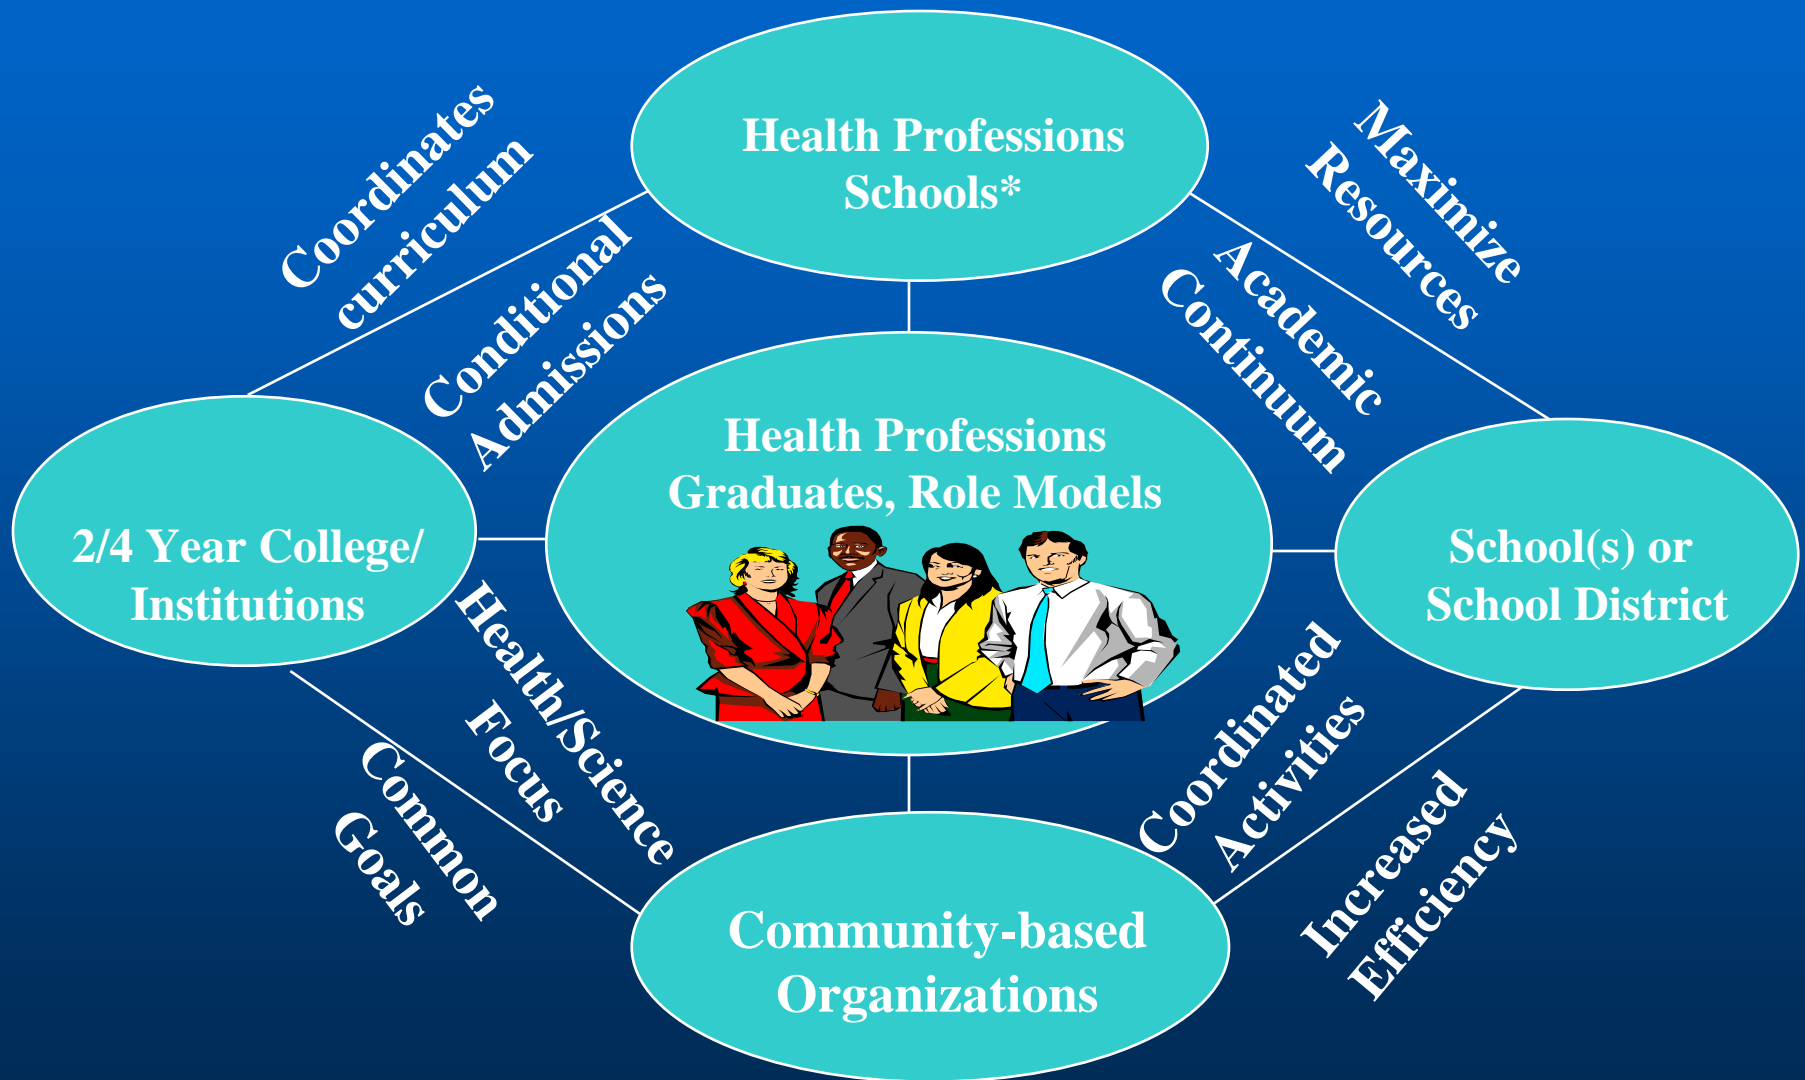 Health Professions
Schools*
Coordinates
curriculum
Conditional
Admissions
Maximize
Resources
Academic
Continuum
Health Professions
Graduates, Role Models
2/4 Year College/
Institutions
School(s) or
School District
Health/Science
Focus
Common
Goals
Coordinated
Activities
Increased
Efficiency
Community-based
Organizations